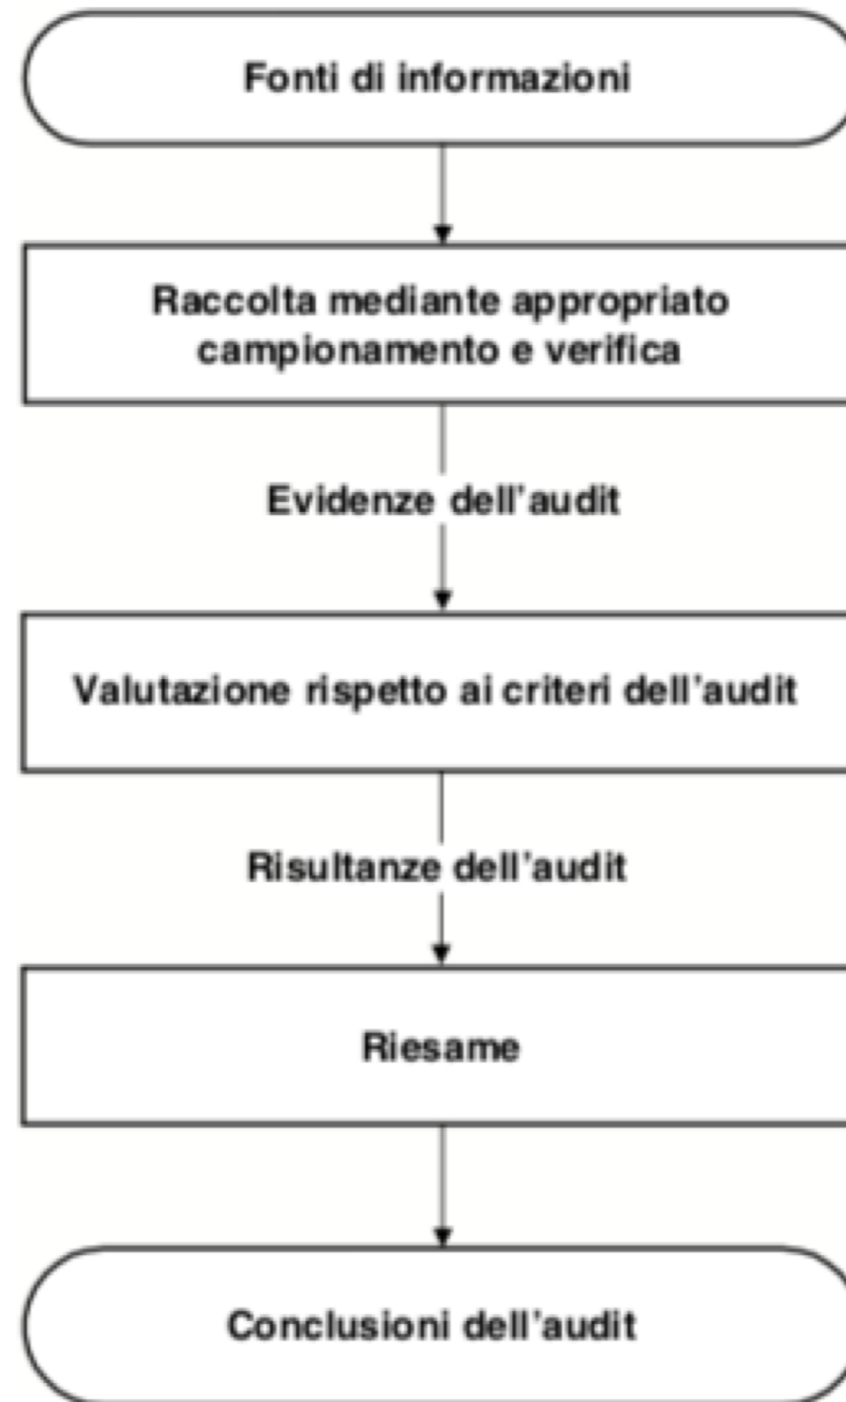 Fonti di informazioni
Raccolta mediante appropriato
campionamento e verifica
Evidenze dell'audit
Valutazione rispetto ai criteri dell'audit
Risultanze dell'audit
Riesame
Conclusioni dell'audit